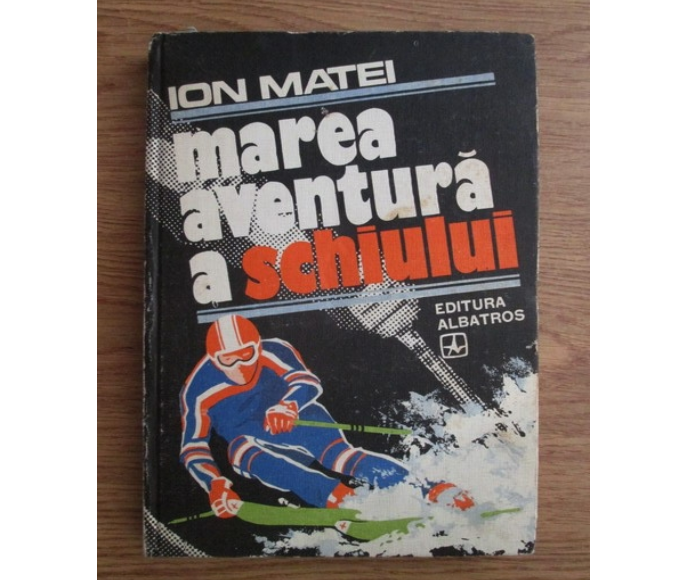 ION MATEI
marea
aventură
a schiului
EDITURA
ALBATROS